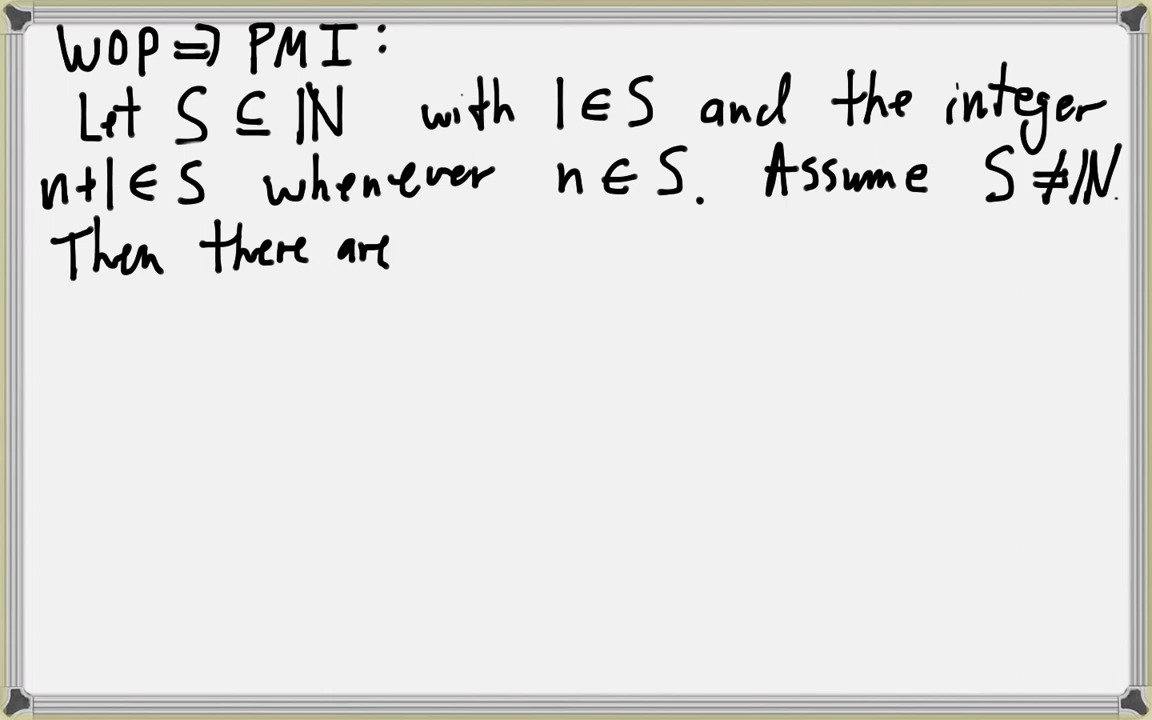 WOP ⇒ PMI:
Let S ⊆ ℕ with 1 ∈ S and the integer
n+1 ∈ S whenever n ∈ S. Assume S ≠ ℕ.
Then there are